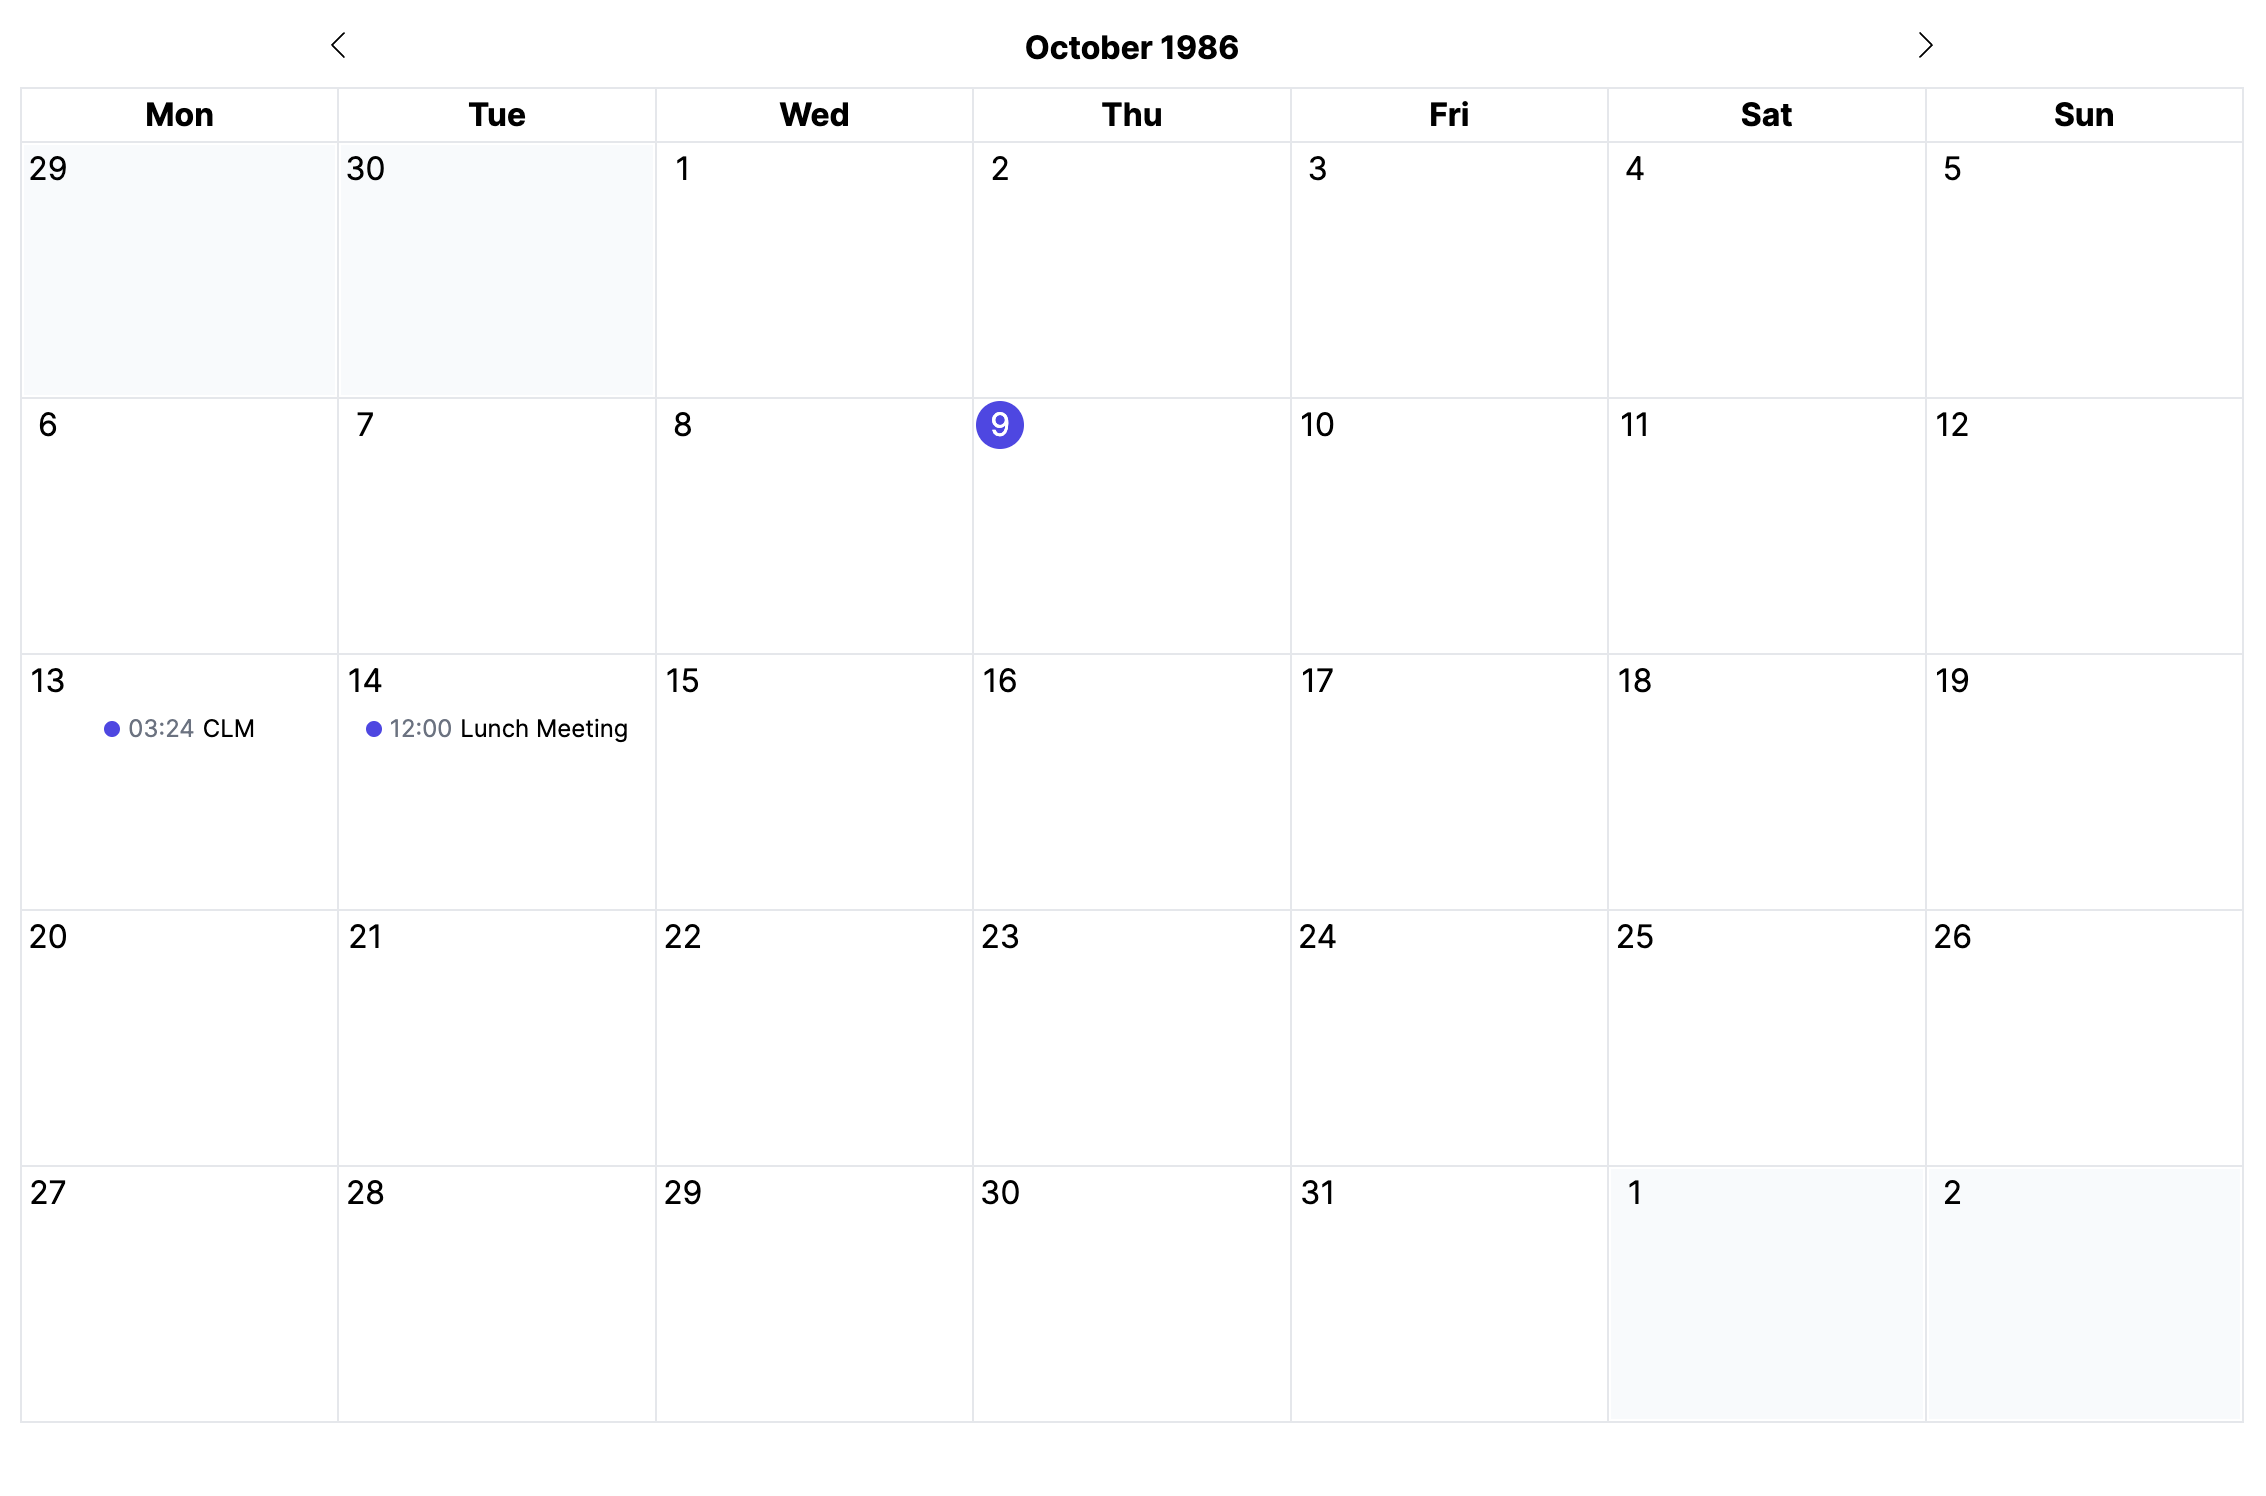 October 1986
Mon Tue Wed Thu Fri Sat Sun
29 30 1 2 3 4 5
6 7 8 9 10 11 12
13 14 15 16 17 18 19
03:24 CLM 12:00 Lunch Meeting
20 21 22 23 24 25 26
27 28 29 30 31 1 2